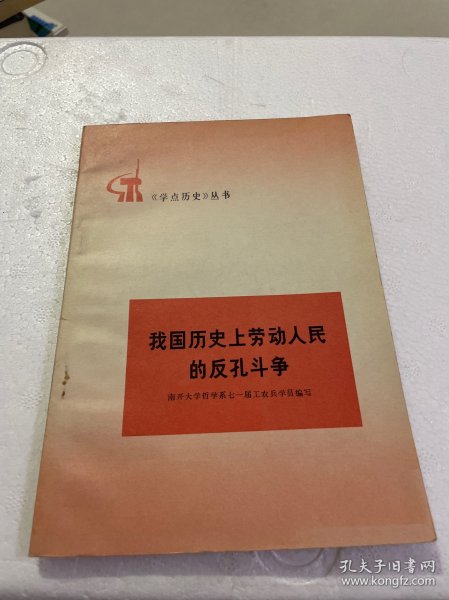 《学点历史》丛书
我国历史上劳动人民
的反孔斗争
南开大学哲学系七一届工农兵学员编写
孔夫子旧书网
www.kongfz.com